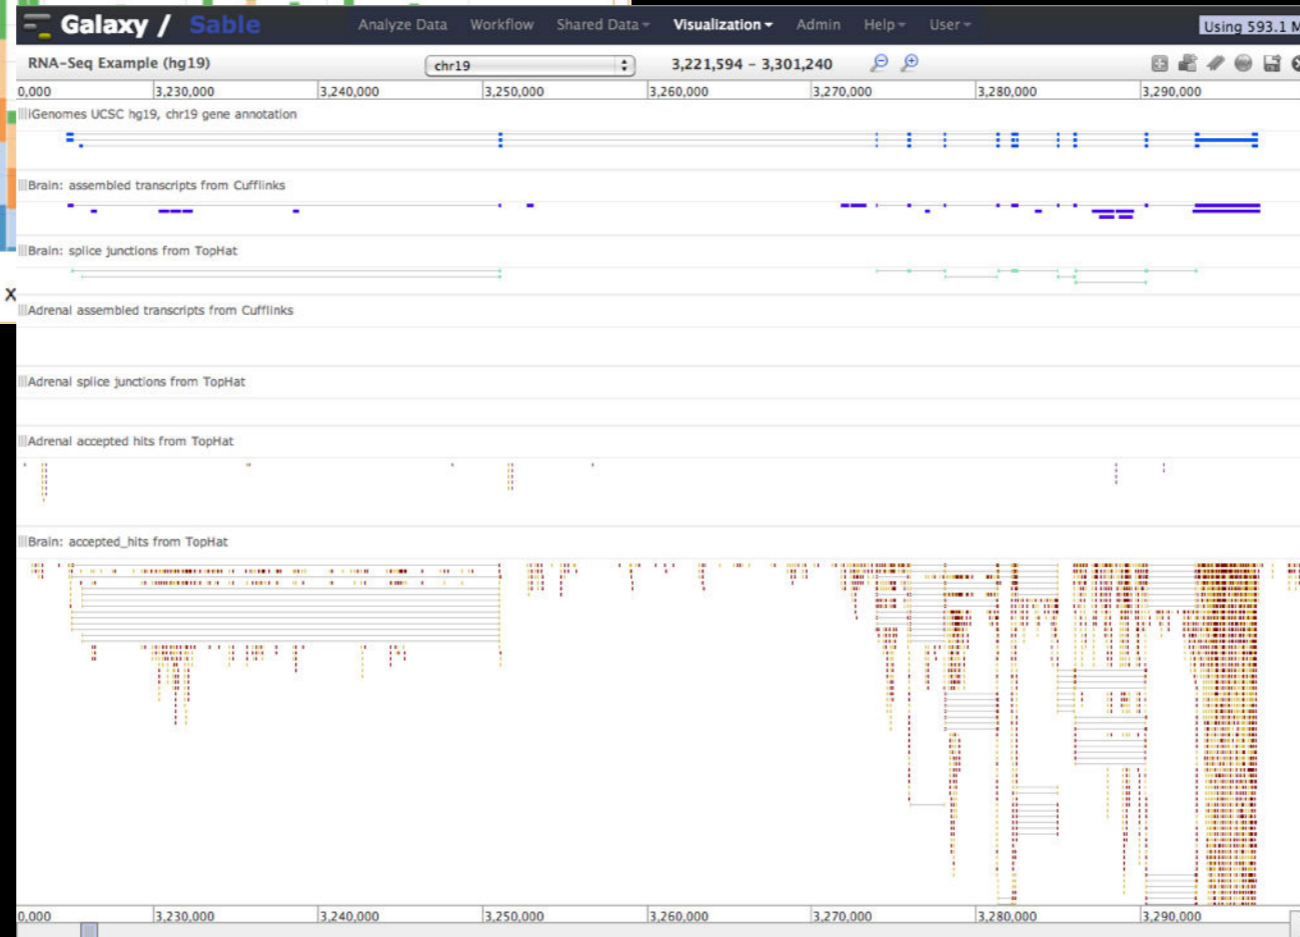 Galaxy / Sable
Analyze Data Workflow Shared Data Visualization Admin Help User
Using 593.1 M
RNA-Seq Example (hg19)
chr19
3,221,594 - 3,301,240
0,000 3,230,000 3,240,000 3,250,000 3,260,000 3,270,000 3,280,000 3,290,000
iGenomes UCSC hg19, chr19 gene annotation
Brain: assembled transcripts from Cufflinks
Brain: splice junctions from TopHat
X
Adrenal assembled transcripts from Cufflinks
Adrenal splice junctions from TopHat
Adrenal accepted hits from TopHat
Brain: accepted_hits from TopHat
0,000 3,230,000 3,240,000 3,250,000 3,260,000 3,270,000 3,280,000 3,290,000